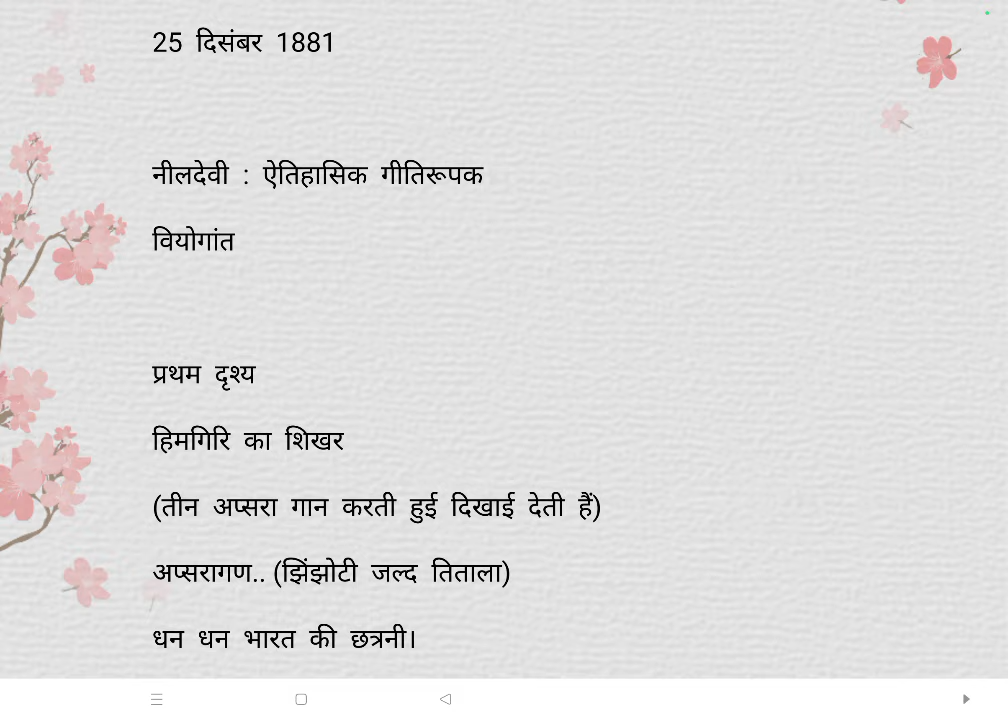 25 दिसंबर 1881
नीलदेवी : ऐतिहासिक गीतिरूपक
वियोगांत
प्रथम दृश्य
हिमगिरि का शिखर
(तीन अप्सरा गान करती हुई दिखाई देती हैं)
अप्सरागण.. (झिंझोटी जल्द तिताला)
धन धन भारत की छत्रनी।